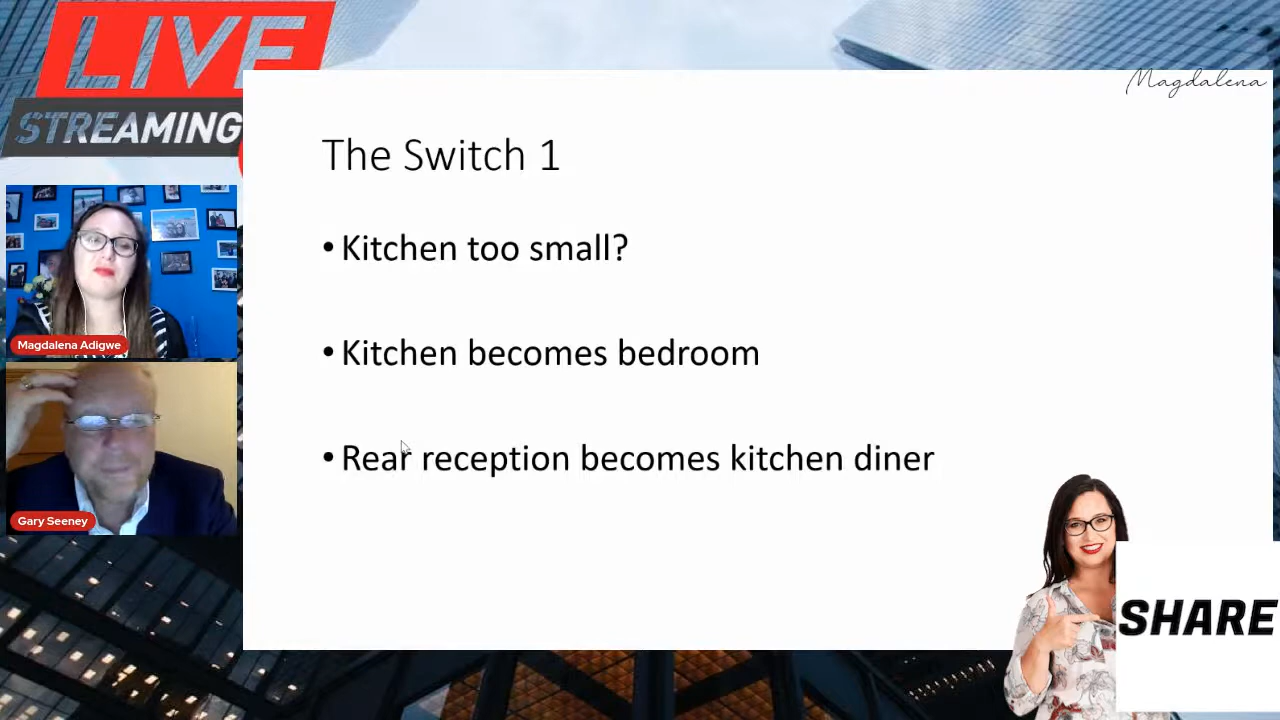 LIVE
STREAMING
Magdalena
The Switch 1
• Kitchen too small?
• Kitchen becomes bedroom
• Rear reception becomes kitchen diner
Magdalena Adigwe
Gary Seeney
SHARE